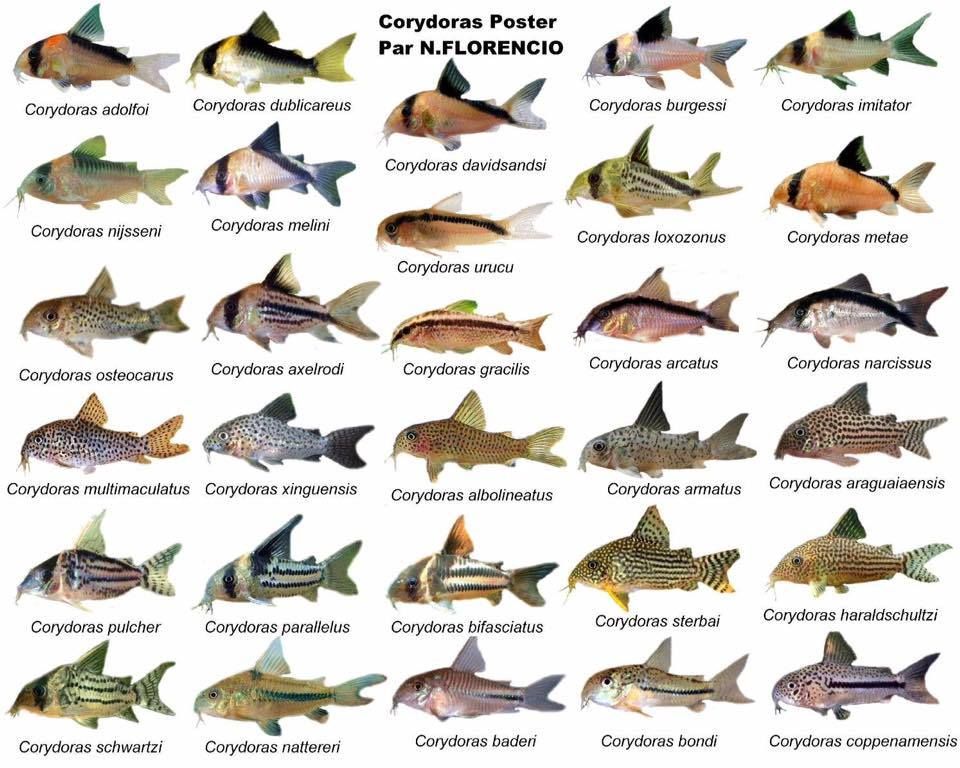 Corydoras Poster
Par N.FLORENCIO
Corydoras adolfoi
Corydoras dublicareus
Corydoras burgessi
Corydoras imitator
Corydoras davidsandsi
Corydoras nijsseni
Corydoras melini
Corydoras loxozonus
Corydoras metae
Corydoras urucu
Corydoras osteocarus
Corydoras axelrodi
Corydoras gracilis
Corydoras arcatus
Corydoras narcissus
Corydoras multimaculatus
Corydoras xinguensis
Corydoras albolineatus
Corydoras armatus
Corydoras araguaiaensis
Corydoras pulcher
Corydoras parallelus
Corydoras bifasciatus
Corydoras sterbai
Corydoras haraldschultzi
Corydoras schwartzi
Corydoras nattereri
Corydoras baderi
Corydoras bondi
Corydoras coppenamensis